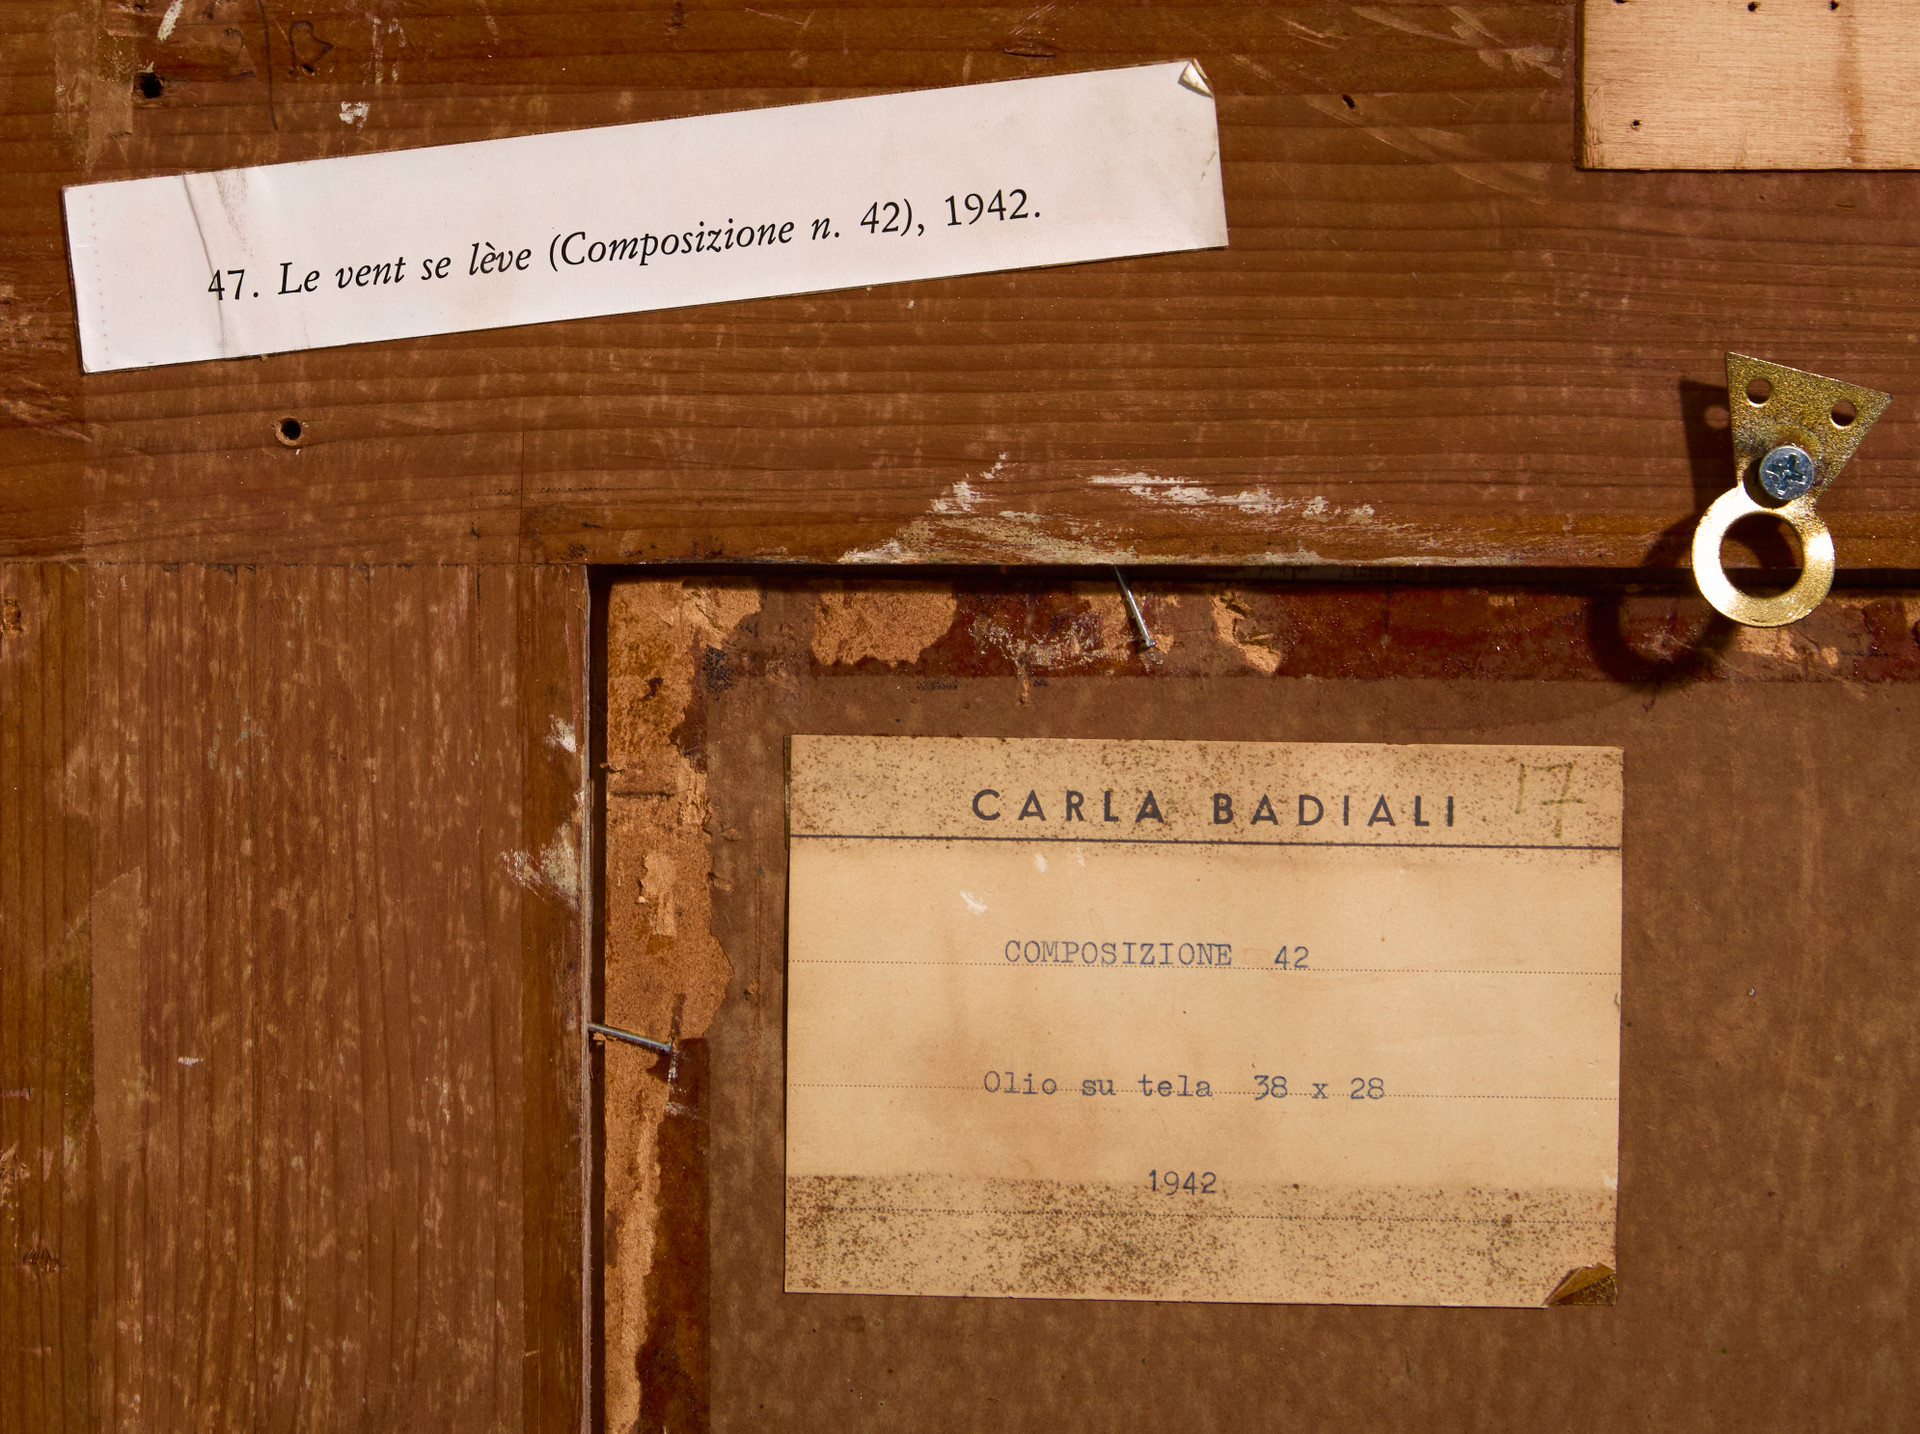 47. Le vent se lève (Composizione n. 42), 1942.
CARLA BADIALI
17
COMPOSIZIONE 42
Olio su tela 38 x 28
1942